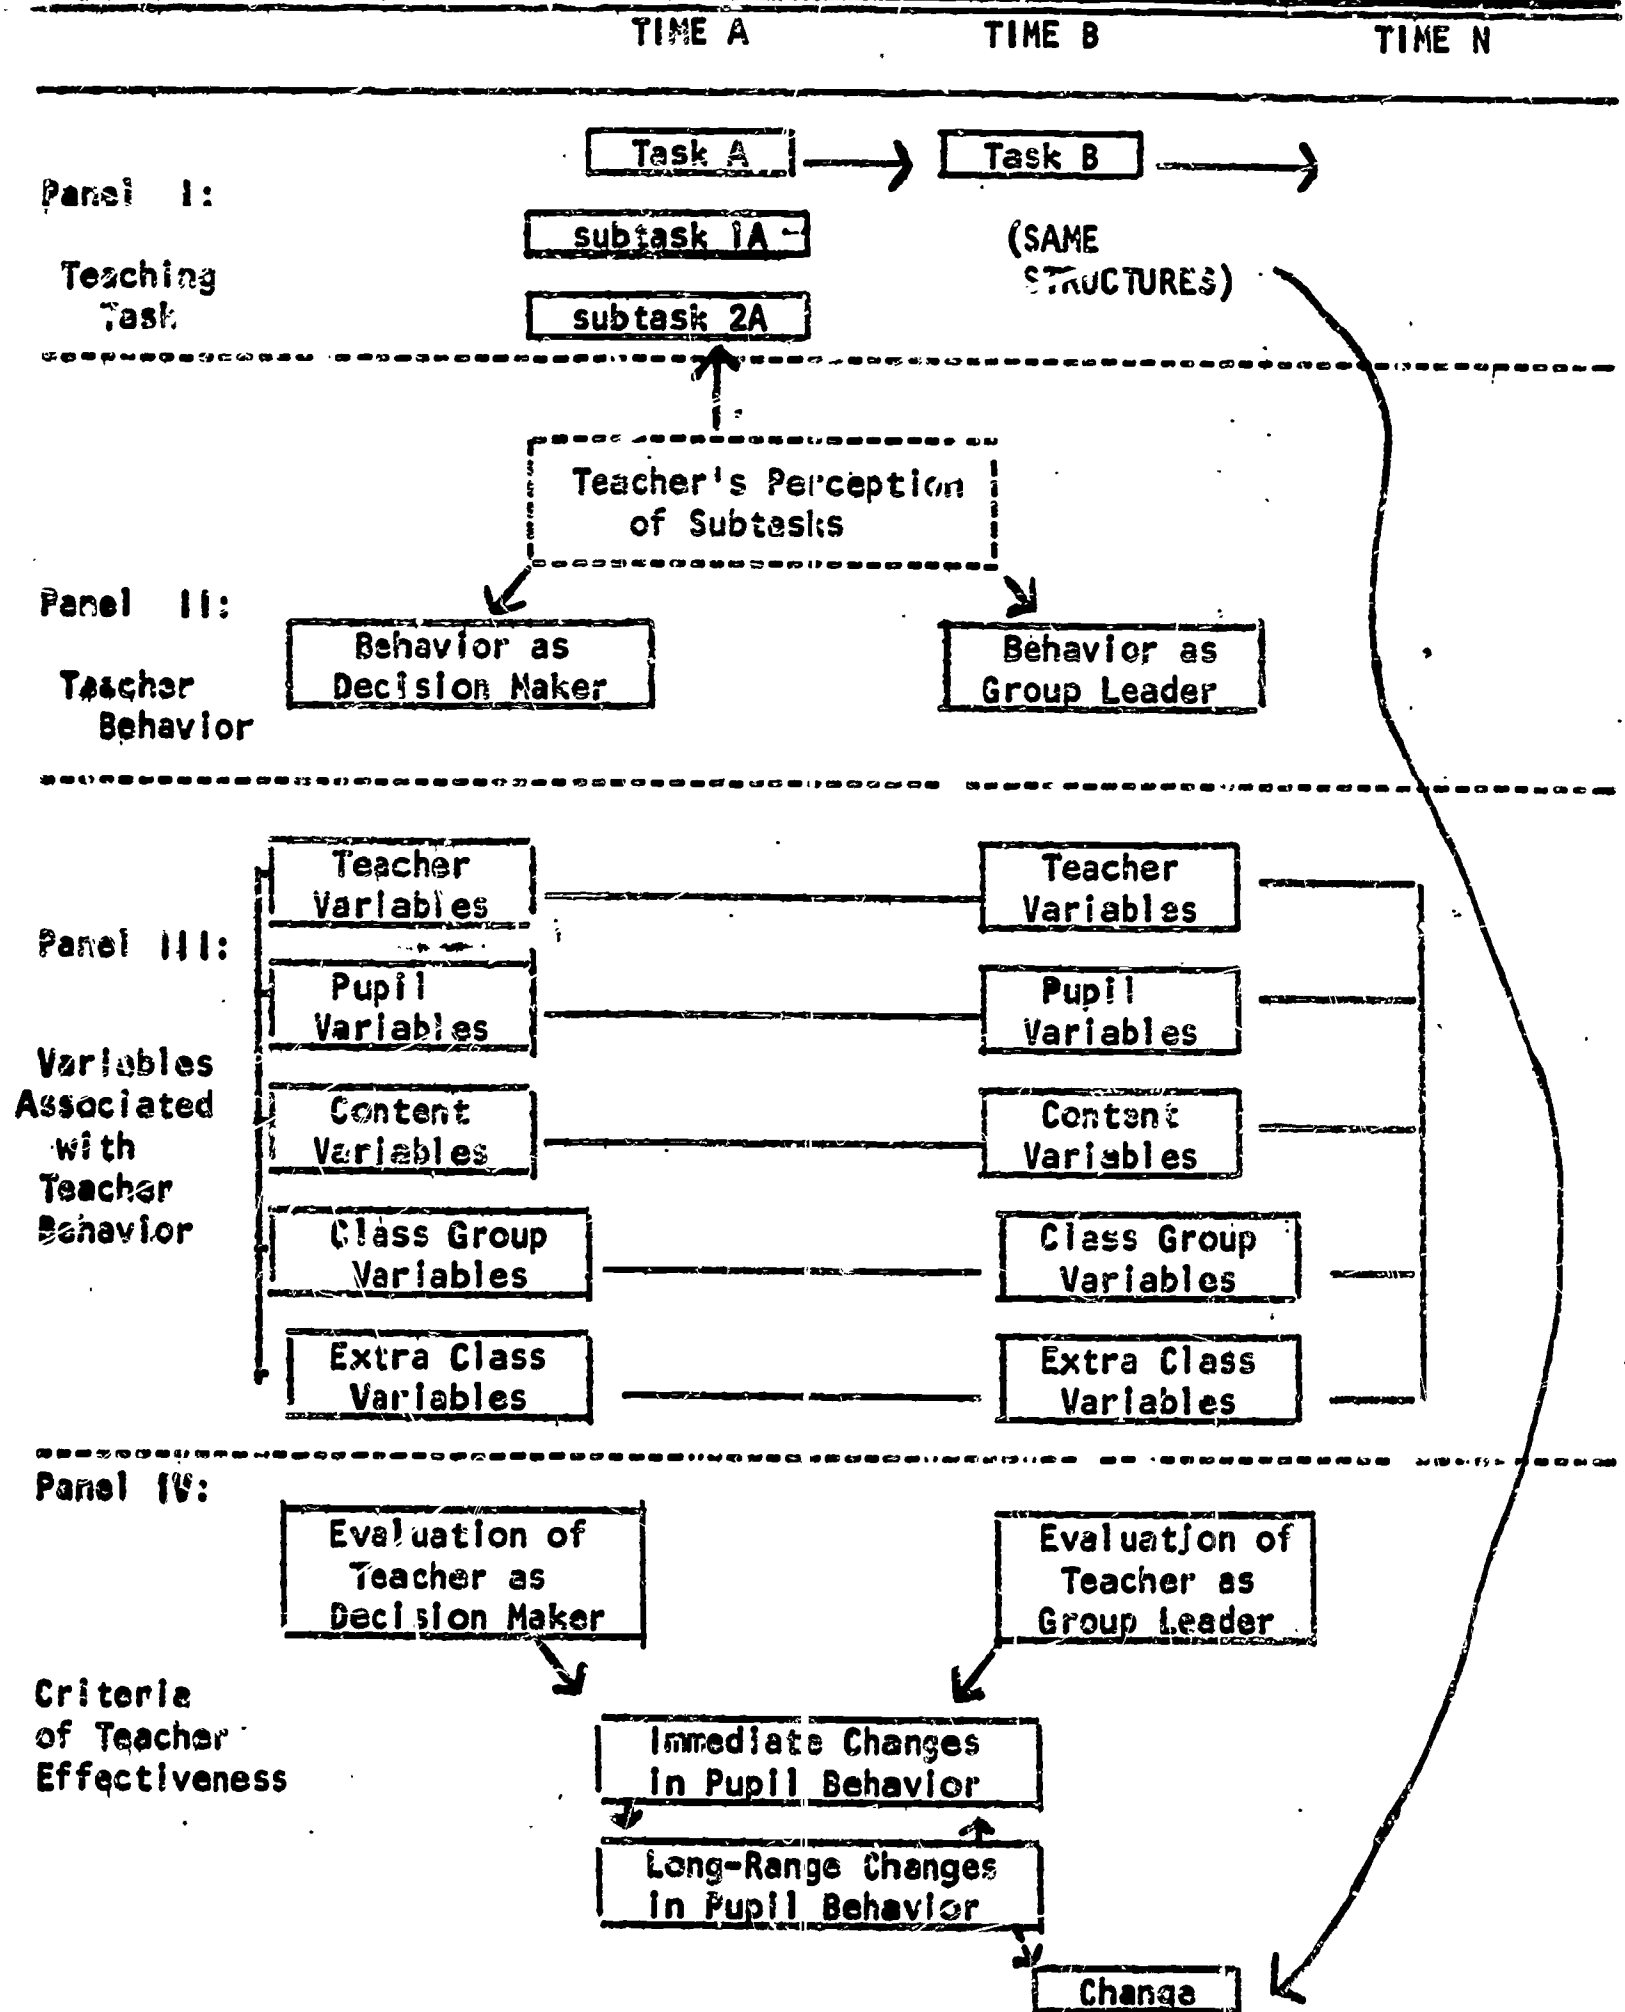 TIME A TIME B TIME N
Task A Task B
Panel I:
subtask 1A
(SAME
STRUCTURES)
Teaching
Task
subtask 2A
Teacher's Perception
of Subtasks
Panel II:
Behavior as
Decision Maker
Behavior as
Group Leader
Teacher
Behavior
Teacher
Variables
Teacher
Variables
Panel III:
Pupil
Variables
Pupil
Variables
Variables
Associated
with
Teacher
Behavior
Content
Variables
Content
Variables
Class Group
Variables
Class Group
Variables
Extra Class
Variables
Extra Class
Variables
Panel IV:
Evaluation of
Teacher as
Decision Maker
Evaluation of
Teacher as
Group Leader
Criteria
of Teacher
Effectiveness
Immediate Changes
in Pupil Behavior
Long-Range Changes
in Pupil Behavior
Change